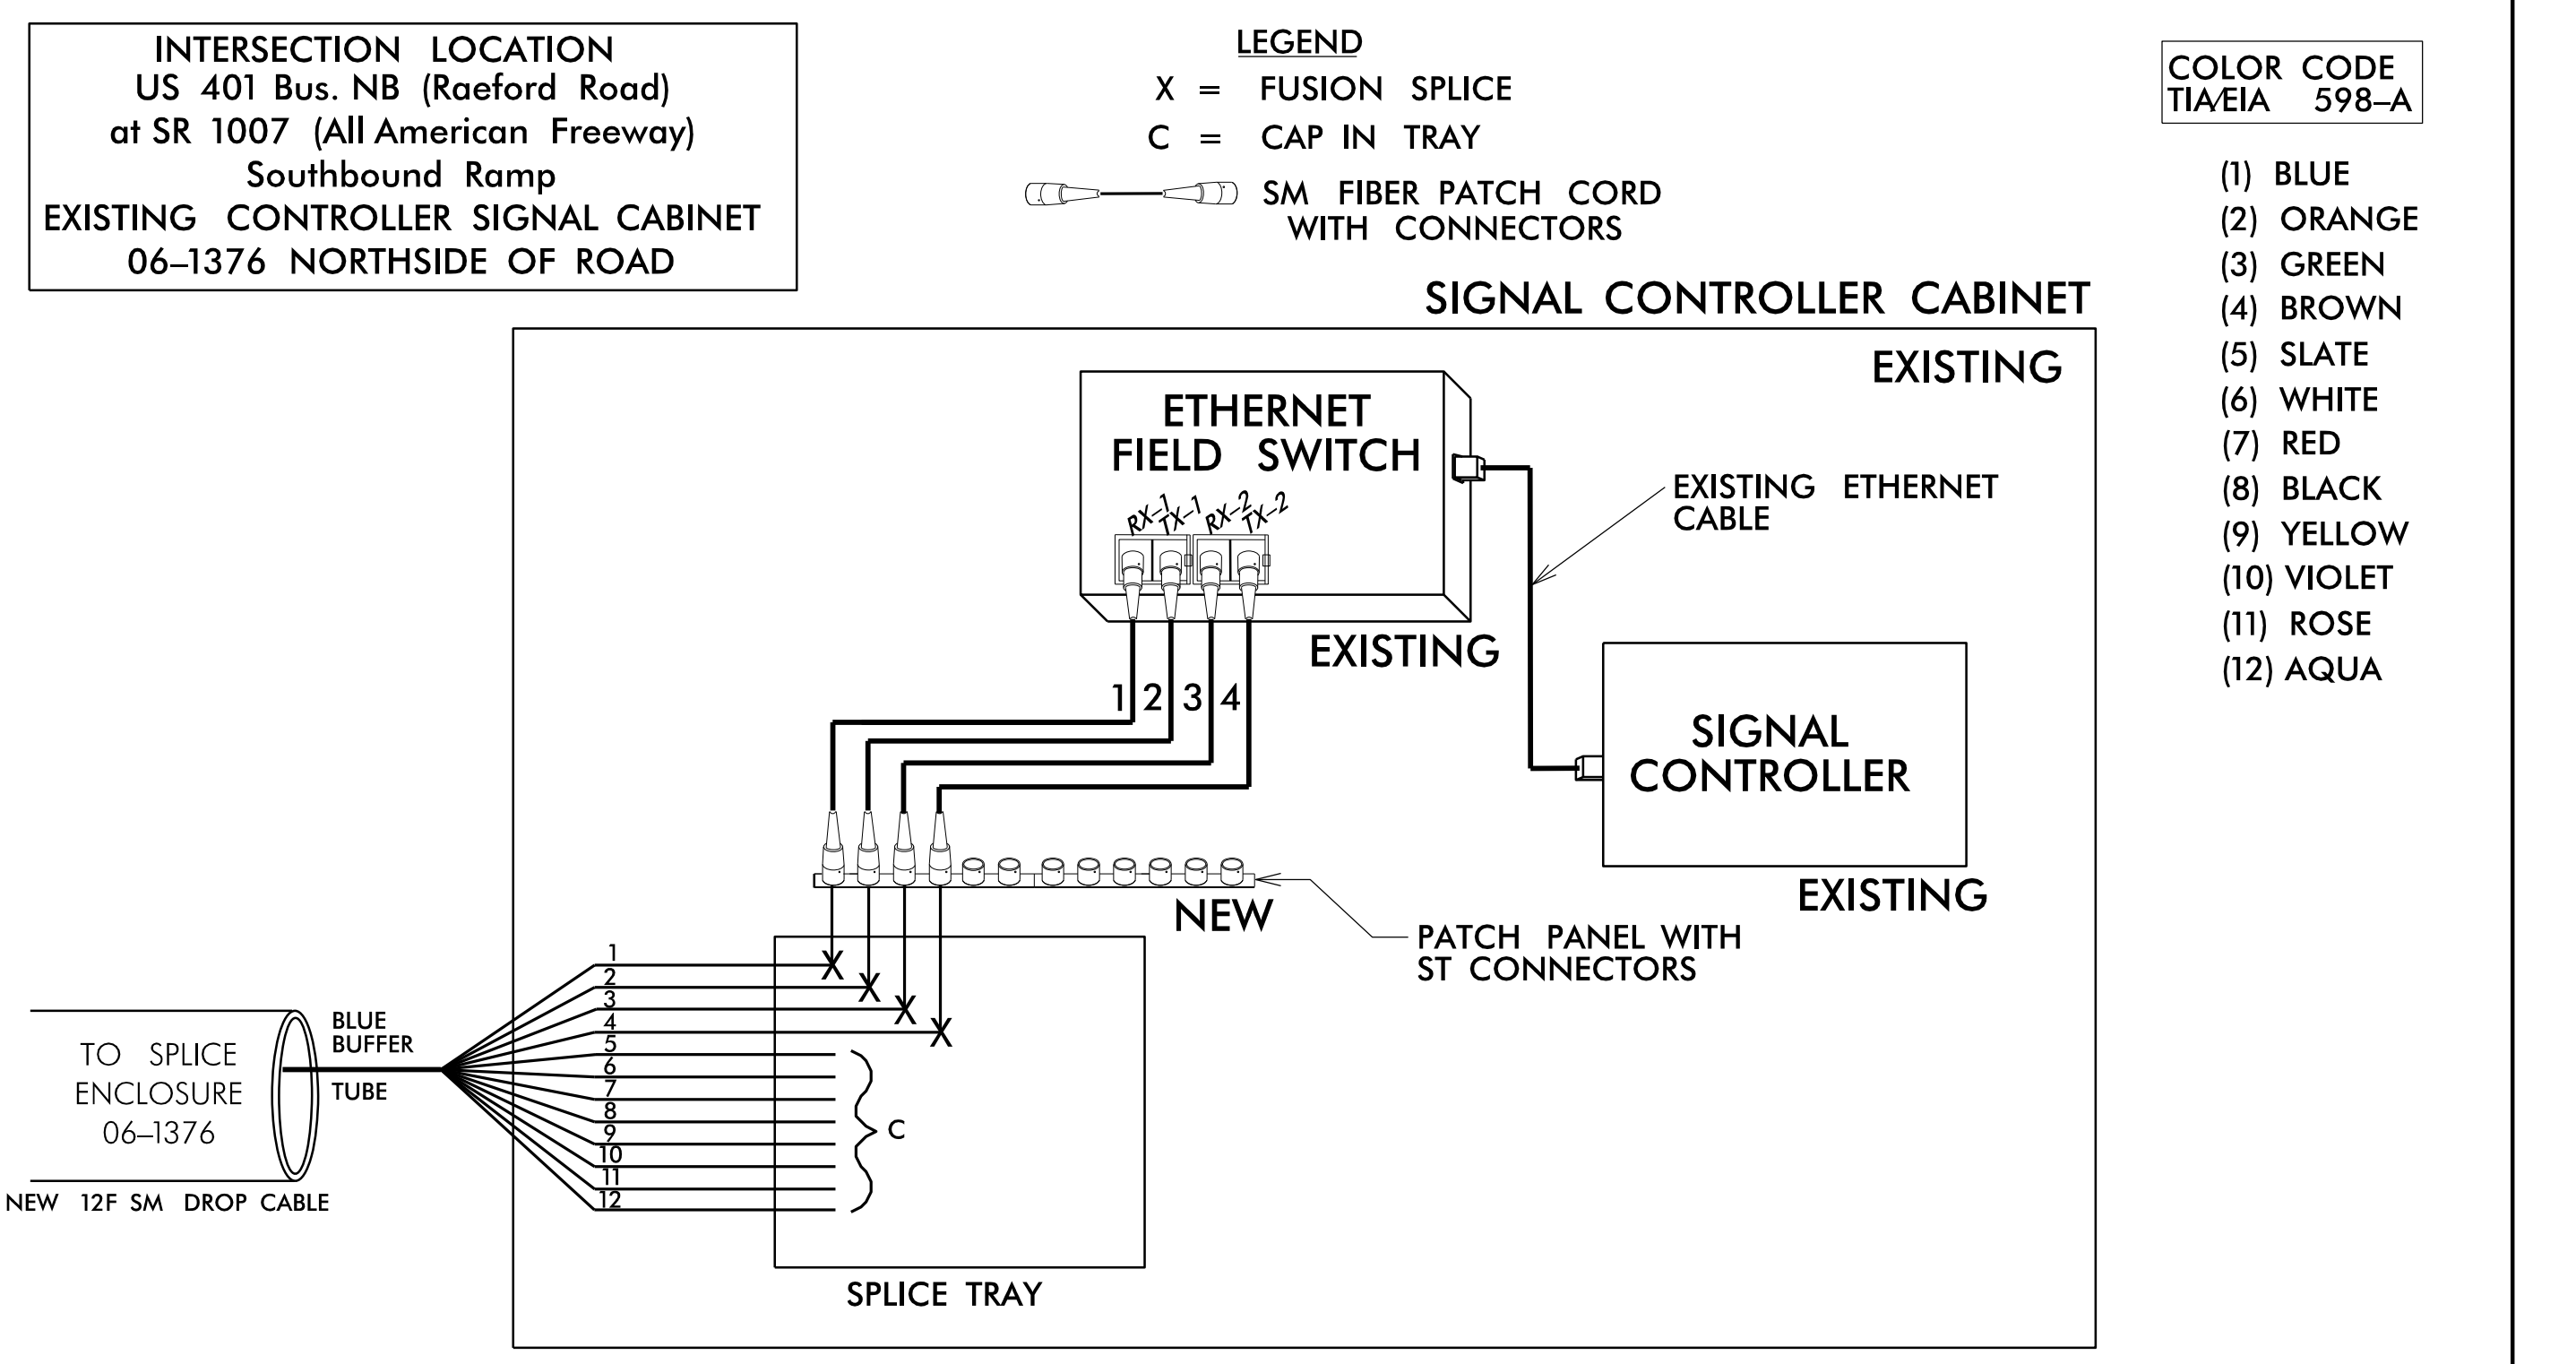 INTERSECTION LOCATION
US 401 Bus. NB (Raeford Road)
at SR 1007 (All American Freeway)
Southbound Ramp
EXISTING CONTROLLER SIGNAL CABINET
06-1376 NORTHSIDE OF ROAD
LEGEND
X = FUSION SPLICE
C = CAP IN TRAY
SM FIBER PATCH CORD
WITH CONNECTORS
COLOR CODE
TIA/EIA 598-A
(1) BLUE
(2) ORANGE
(3) GREEN
(4) BROWN
(5) SLATE
(6) WHITE
(7) RED
(8) BLACK
(9) YELLOW
(10) VIOLET
(11) ROSE
(12) AQUA
SIGNAL CONTROLLER CABINET
EXISTING
ETHERNET
FIELD SWITCH
RX-1 TX-1 RX-2 TX-2
EXISTING
EXISTING ETHERNET
CABLE
1 2 3 4
SIGNAL
CONTROLLER
EXISTING
NEW
PATCH PANEL WITH
ST CONNECTORS
X
X
X
X
1
2
3
4
5
6
7
8
9
10
11
12
C
BLUE
BUFFER
TUBE
TO SPLICE
ENCLOSURE
06-1376
NEW 12F SM DROP CABLE
SPLICE TRAY